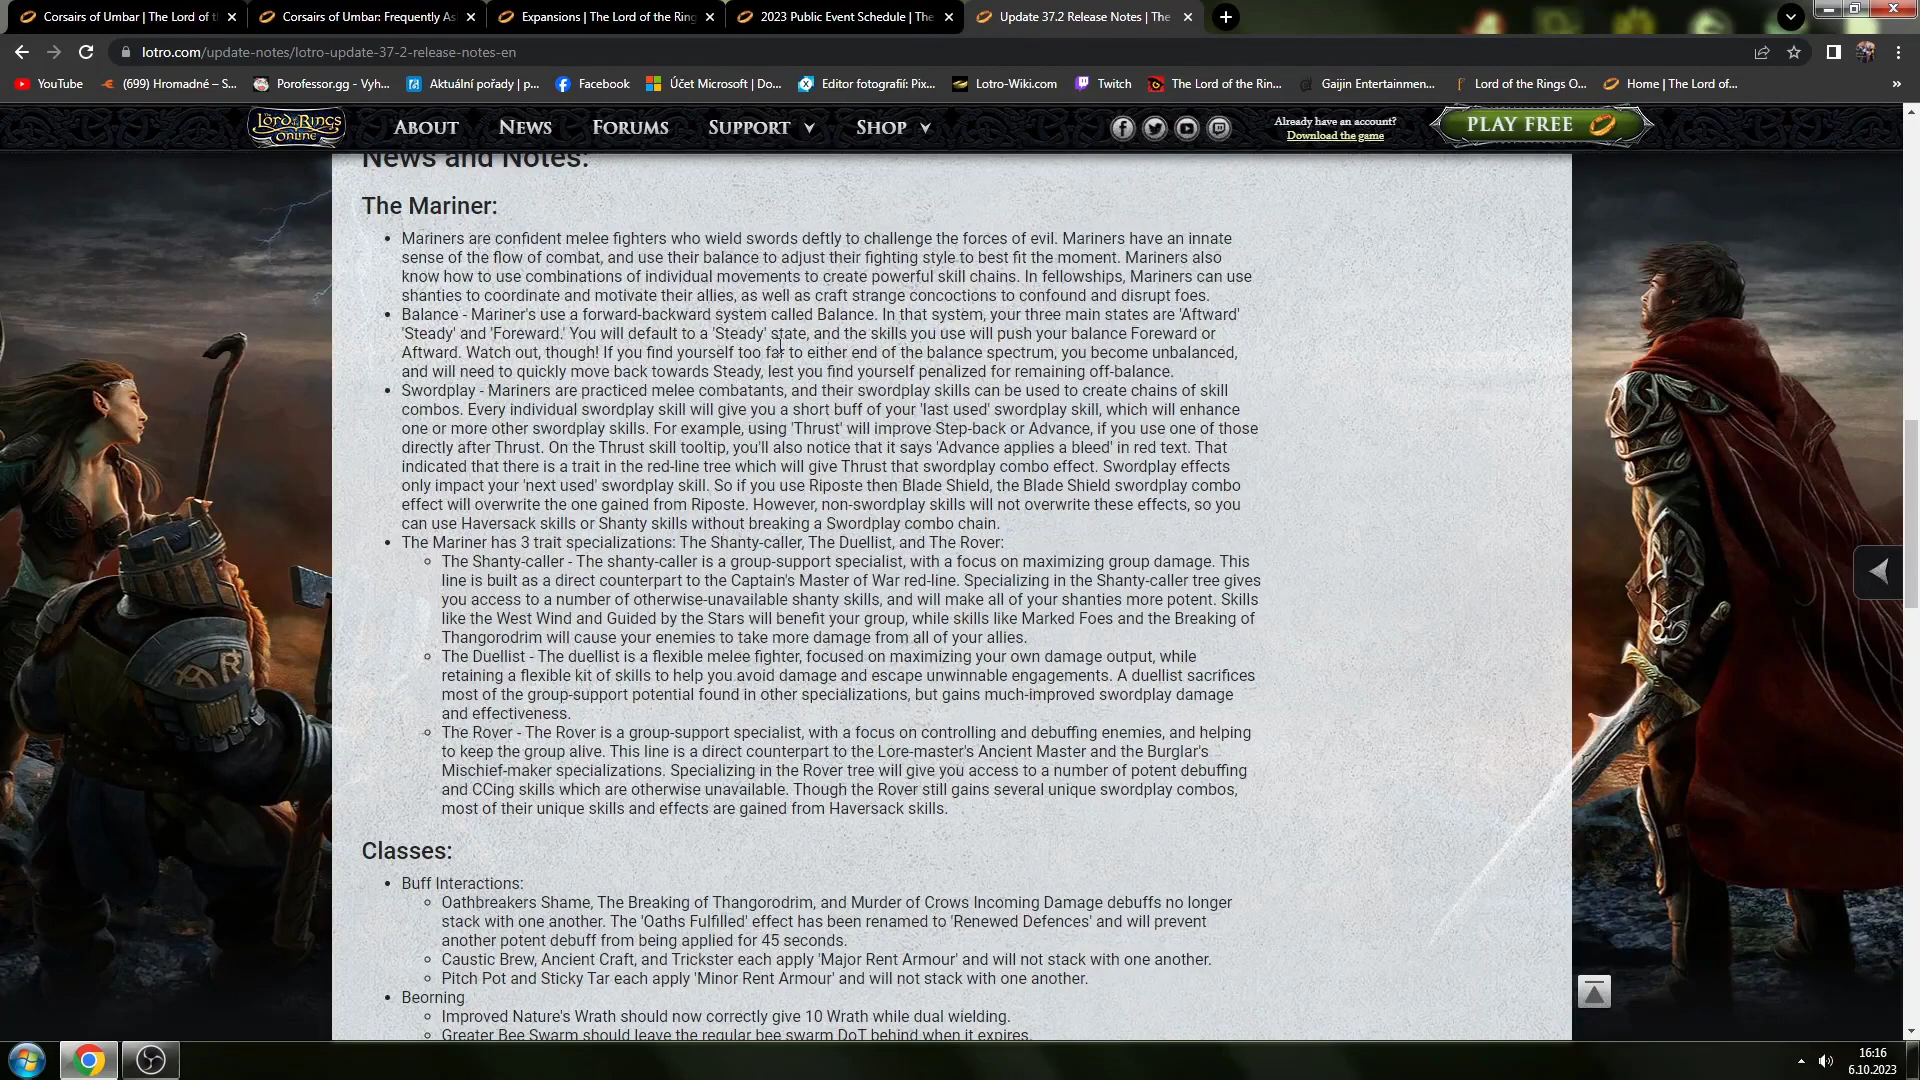 Corsairs of Umbar | The Lord of t
Corsairs of Umbar: Frequently As
Expansions | The Lord of the Ring
2023 Public Event Schedule | The
Update 37.2 Release Notes | The
lotro.com/update-notes/lotro-update-37-2-release-notes-en
YouTube
(699) Hromadné – S...
Porofessor.gg - Vyh...
Aktuální pořady | p...
Facebook
Účet Microsoft | Do...
Editor fotografií: Pix...
Lotro-Wiki.com
Twitch
The Lord of the Rin...
Gaijin Entertainmen...
Lord of the Rings O...
Home | The Lord of...
The Lord of the Rings Online
About
News
Forums
Support
Shop
Already have an account?
Download the game
Play Free
News and Notes:
The Mariner:
Mariners are confident melee fighters who wield swords deftly to challenge the forces of evil. Mariners have an innate
sense of the flow of combat, and use their balance to adjust their fighting style to best fit the moment. Mariners also
know how to use combinations of individual movements to create powerful skill chains. In fellowships, Mariners can use
shanties to coordinate and motivate their allies, as well as craft strange concoctions to confound and disrupt foes.
Balance - Mariner's use a forward-backward system called Balance. In that system, your three main states are 'Aftward'
'Steady' and 'Foreward.' You will default to a 'Steady' state, and the skills you use will push your balance Foreward or
Aftward. Watch out, though! If you find yourself too far to either end of the balance spectrum, you become unbalanced,
and will need to quickly move back towards Steady, lest you find yourself penalized for remaining off-balance.
Swordplay - Mariners are practiced melee combatants, and their swordplay skills can be used to create chains of skill
combos. Every individual swordplay skill will give you a short buff of your 'last used' swordplay skill, which will enhance
one or more other swordplay skills. For example, using 'Thrust' will improve Step-back or Advance, if you use one of those
directly after Thrust. On the Thrust skill tooltip, you'll also notice that it says 'Advance applies a bleed' in red text. That
indicated that there is a trait in the red-line tree which will give Thrust that swordplay combo effect. Swordplay effects
only impact your 'next used' swordplay skill. So if you use Riposte then Blade Shield, the Blade Shield swordplay combo
effect will overwrite the one gained from Riposte. However, non-swordplay skills will not overwrite these effects, so you
can use Haversack skills or Shanty skills without breaking a Swordplay combo chain.
The Mariner has 3 trait specializations: The Shanty-caller, The Duellist, and The Rover:
The Shanty-caller - The shanty-caller is a group-support specialist, with a focus on maximizing group damage. This
line is built as a direct counterpart to the Captain's Master of War red-line. Specializing in the Shanty-caller tree gives
you access to a number of otherwise-unavailable shanty skills, and will make all of your shanties more potent. Skills
like the West Wind and Guided by the Stars will benefit your group, while skills like Marked Foes and the Breaking of
Thangorodrim will cause your enemies to take more damage from all of your allies.
The Duellist - The duellist is a flexible melee fighter, focused on maximizing your own damage output, while
retaining a flexible kit of skills to help you avoid damage and escape unwinnable engagements. A duellist sacrifices
most of the group-support potential found in other specializations, but gains much-improved swordplay damage
and effectiveness.
The Rover - The Rover is a group-support specialist, with a focus on controlling and debuffing enemies, and helping
to keep the group alive. This line is a direct counterpart to the Lore-master's Ancient Master and the Burglar's
Mischief-maker specializations. Specializing in the Rover tree will give you access to a number of potent debuffing
and CCing skills which are otherwise unavailable. Though the Rover still gains several unique swordplay combos,
most of their unique skills and effects are gained from Haversack skills.
Classes:
Buff Interactions:
Oathbreakers Shame, The Breaking of Thangorodrim, and Murder of Crows Incoming Damage debuffs no longer
stack with one another. The 'Oaths Fulfilled' effect has been renamed to 'Renewed Defences' and will prevent
another potent debuff from being applied for 45 seconds.
Caustic Brew, Ancient Craft, and Trickster each apply 'Major Rent Armour' and will not stack with one another.
Pitch Pot and Sticky Tar each apply 'Minor Rent Armour' and will not stack with one another.
Beorning
Improved Nature's Wrath should now correctly give 10 Wrath while dual wielding.
Greater Bee Swarm should leave the regular bee swarm DoT behind when it expires.
16:16
6.10.2023